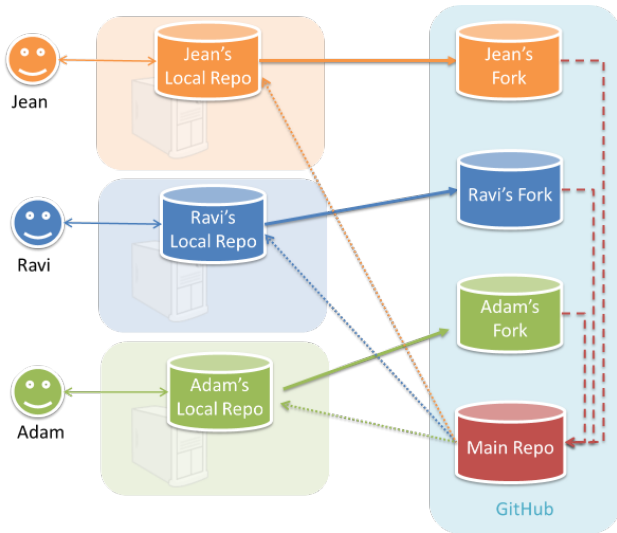 Jean's
Local Repo
Jean's
Fork
Jean
Ravi's
Local Repo
Ravi's Fork
Ravi
Adam's
Fork
Adam's
Local Repo
Adam
Main Repo
GitHub